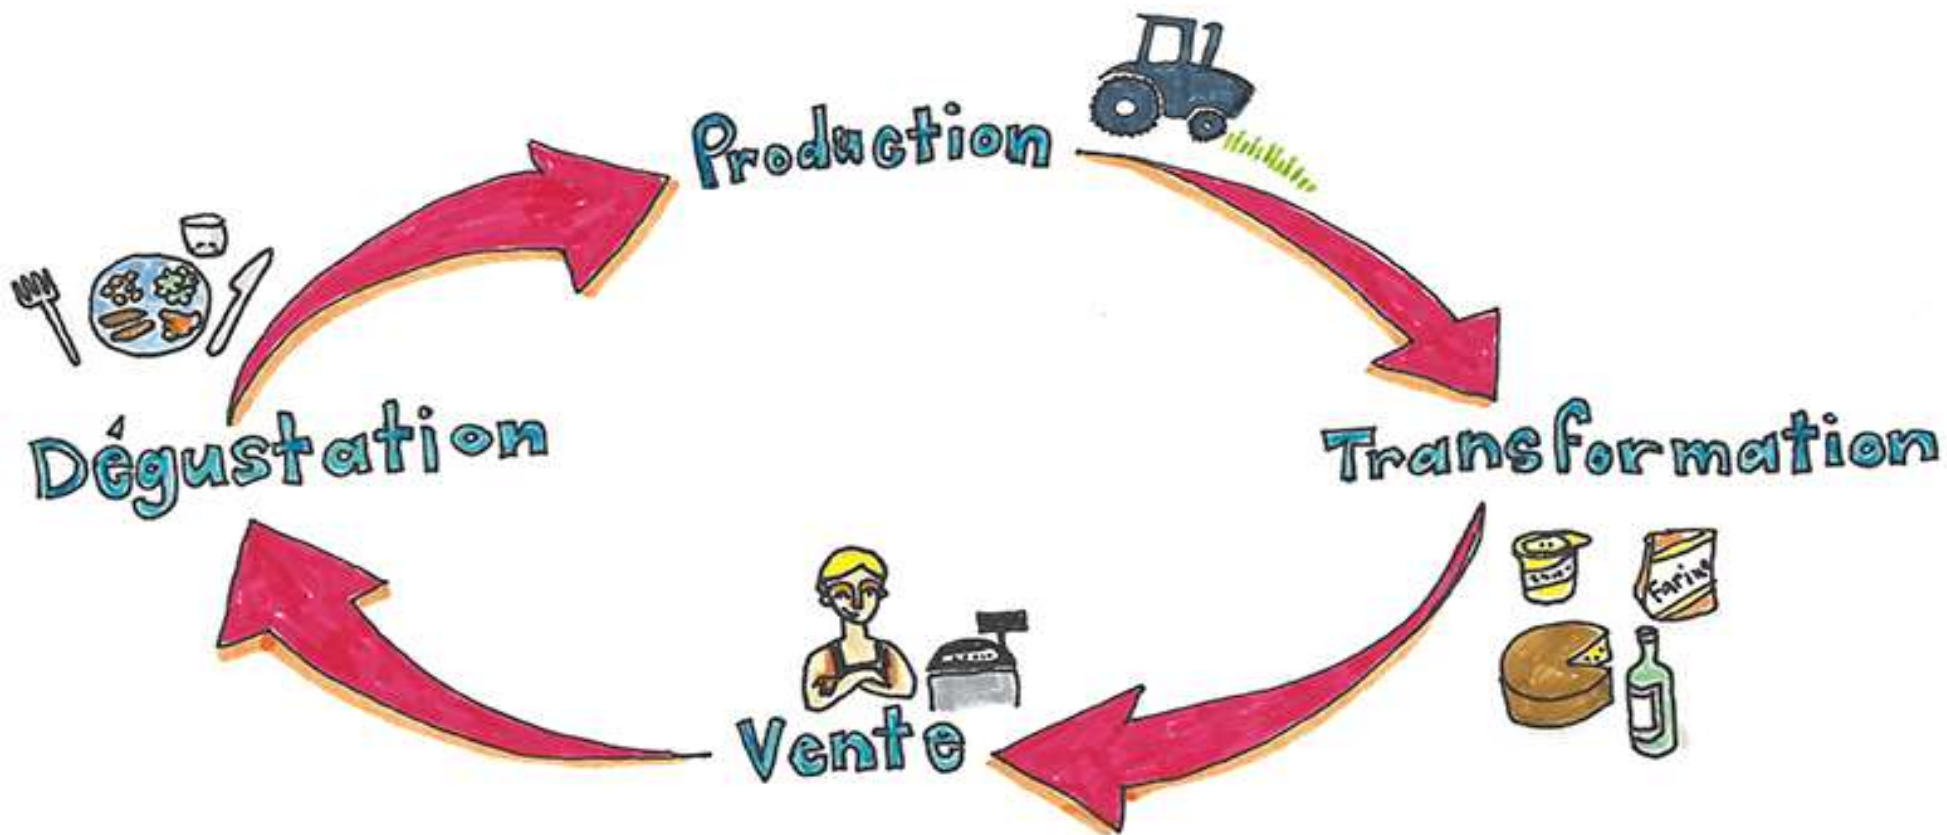 Production
Dégustation
Transformation
Farine
Vente